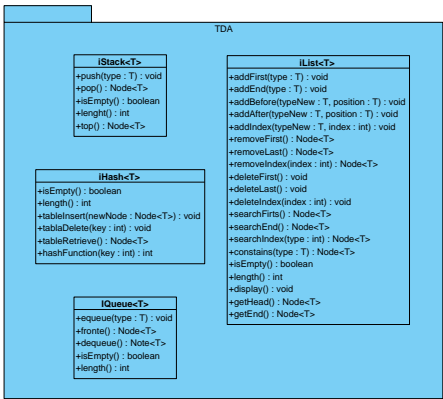 TDA
iStack<T>
+push(type : T) : void
+pop() : Node<T>
+isEmpty() : boolean
+lenght() : int
+top() : Node<T>
iHash<T>
+isEmpty() : boolean
+length() : int
+tableInsert(newNode : Node<T>) : void
+tablaDelete(key : int) : void
+tableRetrieve() : Node<T>
+hashFunction(key : int) : int
IQueue<T>
+equeue(type : T) : void
+fronte() : Node<T>
+dequeue() : Note<T>
+isEmpty() : boolean
+length() : int
iList<T>
+addFirst(type : T) : void
+addEnd(type : T) : void
+addBefore(typeNew : T, position : T) : void
+addAfter(typeNew : T, position : T) : void
+addIndex(typeNew : T, index : int) : void
+removeFirst() : Node<T>
+removeLast() : Node<T>
+removeIndex(index : int) : Node<T>
+deleteFirst() : void
+deleteLast() : void
+deleteIndex(index : int) : void
+searchFirts() : Node<T>
+searchEnd() : Node<T>
+searchIndex(type : int) : Node<T>
+constains(type : T) : Node<T>
+isEmpty() : boolean
+length() : int
+display() : void
+getHead() : Node<T>
+getEnd() : Node<T>